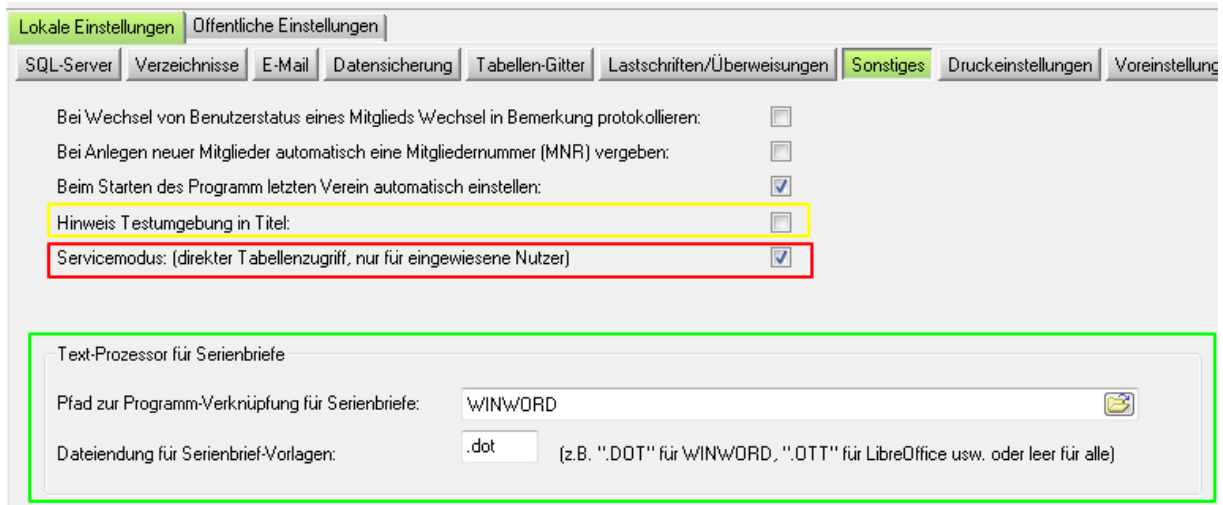 Lokale Einstellungen Öffentliche Einstellungen
SQL-Server Verzeichnisse E-Mail Datensicherung Tabellen-Gitter Lastschriften/Überweisungen Sonstiges Druckeinstellungen Voreinstellung
Bei Wechsel von Benutzerstatus eines Mitglieds Wechsel in Bemerkung protokollieren:
Bei Anlegen neuer Mitglieder automatisch eine Mitgliedernummer (MNR) vergeben:
Beim Starten des Programm letzten Verein automatisch einstellen:
Hinweis Testumgebung in Titel:
Servicemodus: (direkter Tabellenzugriff, nur für eingewiesene Nutzer)
Text-Prozessor für Serienbriefe
Pfad zur Programm-Verknüpfung für Serienbriefe: WINWORD
Dateiendung für Serienbrief-Vorlagen: .dot (z.B. ".DOT" für WINWORD, ".OTT" für LibreOffice usw. oder leer für alle)